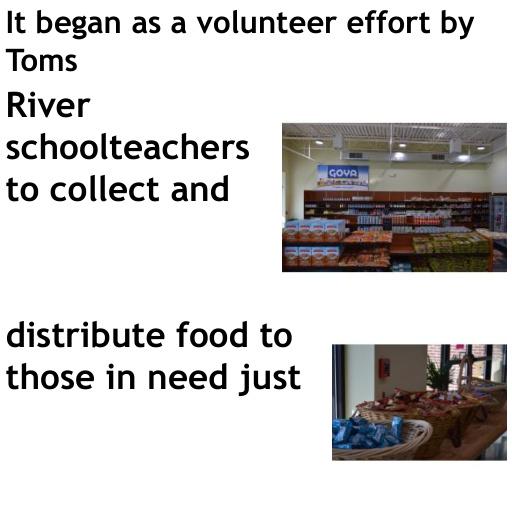 It began as a volunteer effort by
Toms
River
schoolteachers
to collect and
GOYA
distribute food to
those in need just